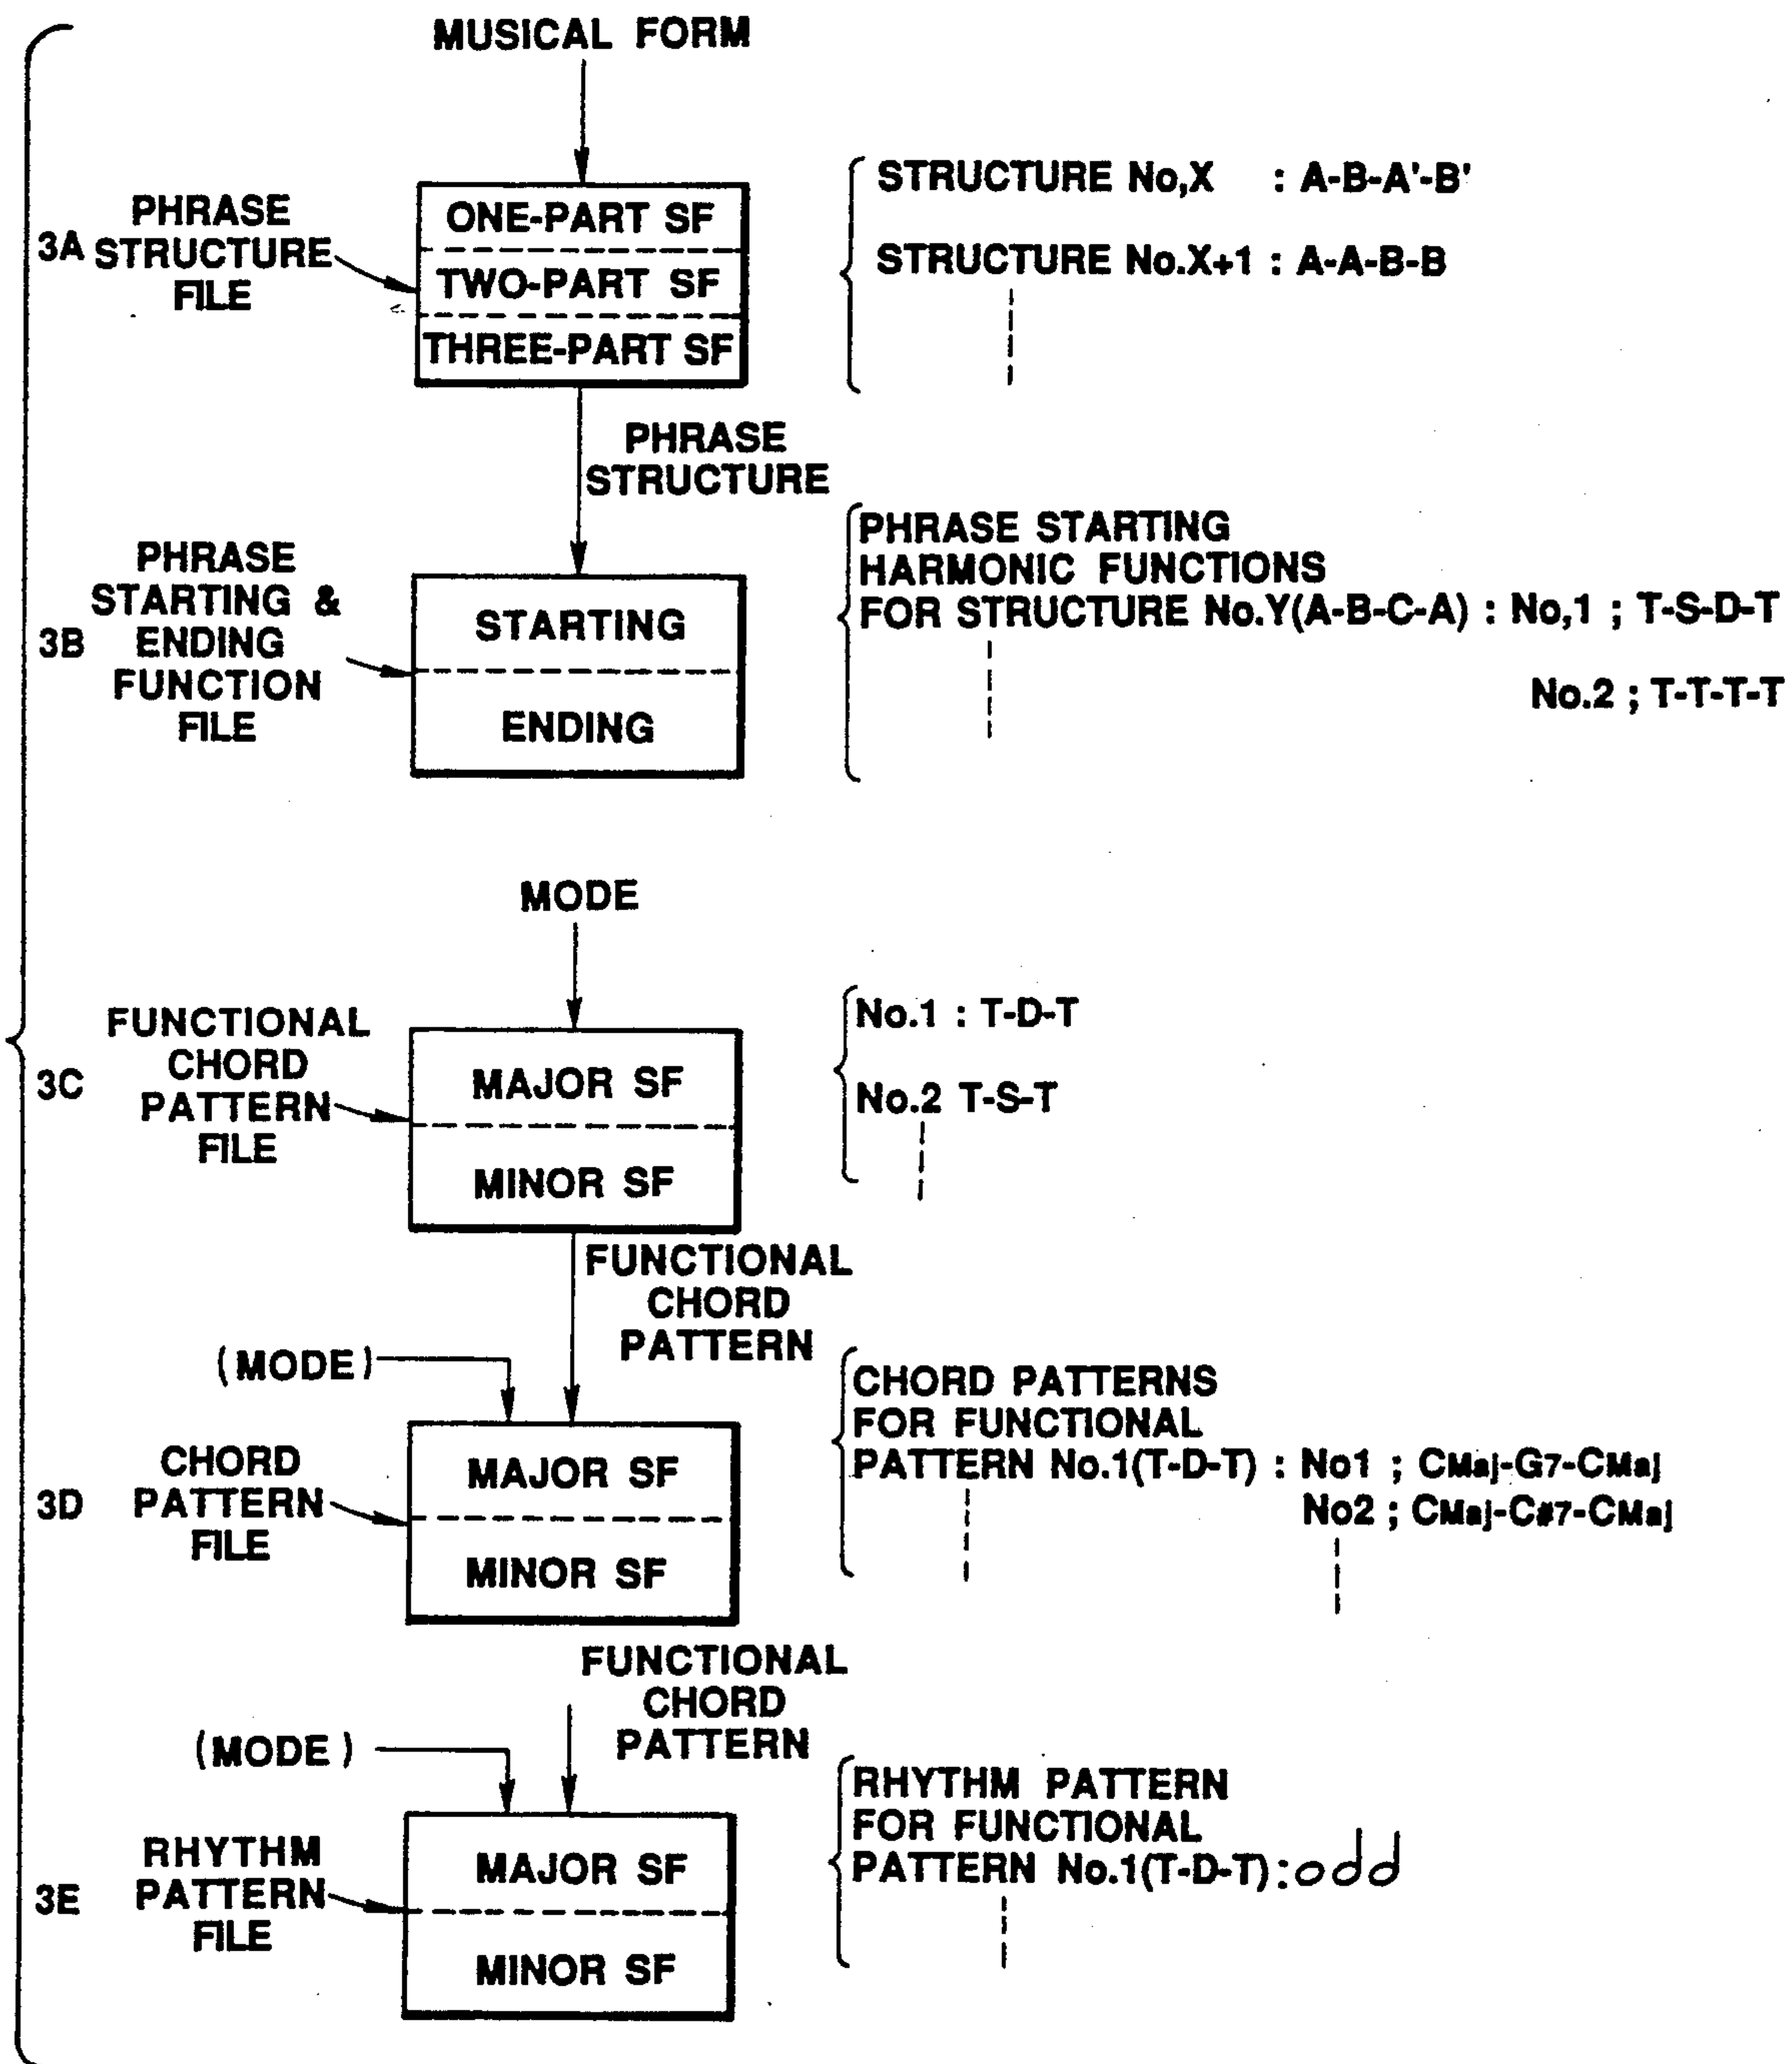 MUSICAL FORM
3A
PHRASE
STRUCTURE
FILE
ONE-PART SF
TWO-PART SF
THREE-PART SF
STRUCTURE No,X : A-B-A'-B'
STRUCTURE No.X+1 : A-A-B-B
PHRASE
STRUCTURE
3B
PHRASE
STARTING &
ENDING
FUNCTION
FILE
STARTING
ENDING
PHRASE STARTING
HARMONIC FUNCTIONS
FOR STRUCTURE No.Y(A-B-C-A) : No,1 ; T-S-D-T
No.2 ; T-T-T-T
MODE
3C
FUNCTIONAL
CHORD
PATTERN
FILE
MAJOR SF
MINOR SF
No.1 : T-D-T
No.2 T-S-T
FUNCTIONAL
CHORD
PATTERN
(MODE)
3D
CHORD
PATTERN
FILE
MAJOR SF
MINOR SF
CHORD PATTERNS
FOR FUNCTIONAL
PATTERN No.1(T-D-T) : No1 ; CMaj-G7-CMaj
No2 ; CMaj-C#7-CMaj
FUNCTIONAL
CHORD
PATTERN
(MODE)
3E
RHYTHM
PATTERN
FILE
MAJOR SF
MINOR SF
RHYTHM PATTERN
FOR FUNCTIONAL
PATTERN No.1(T-D-T):